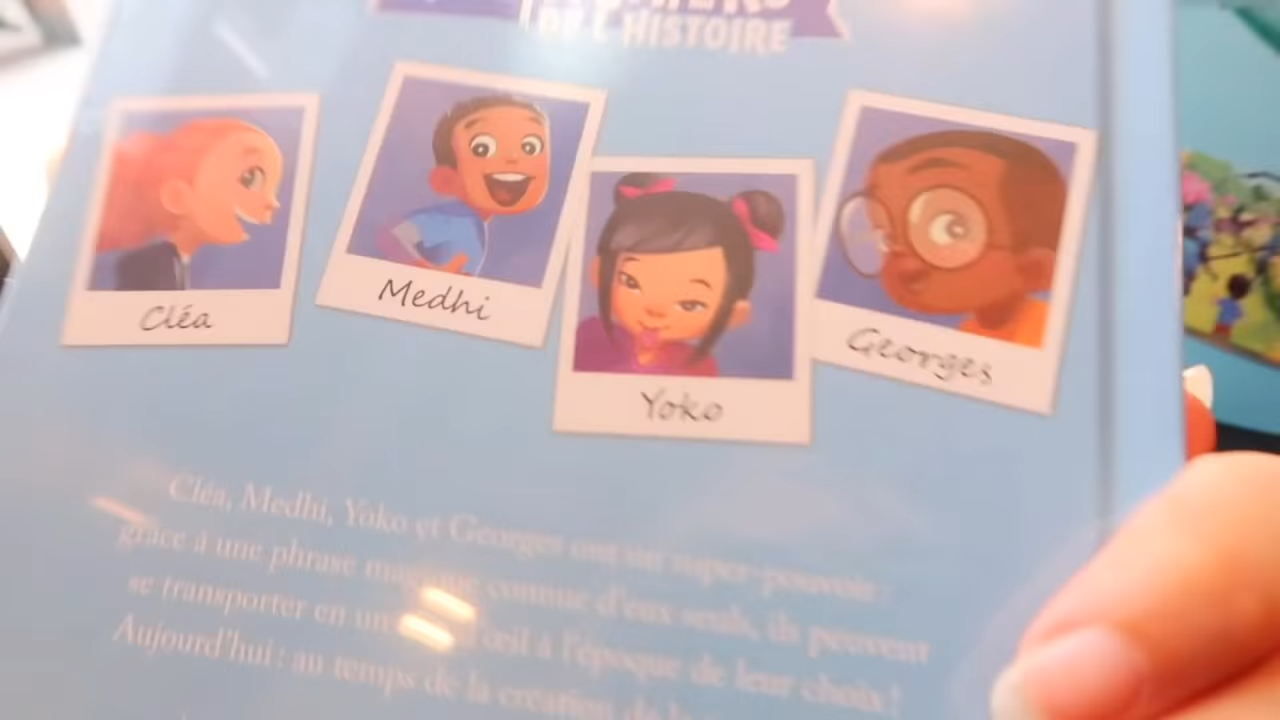 DE L'HISTOIRE
Cléa
Medhi
Yoko
Georges
Cléa, Medhi, Yoko et Georges ont un super-pouvoir :
grâce à une phrase magique connue d'eux seuls, ils peuvent
se transporter en un d'œil à l'époque de leur choix !
Aujourd'hui : au temps de la création de